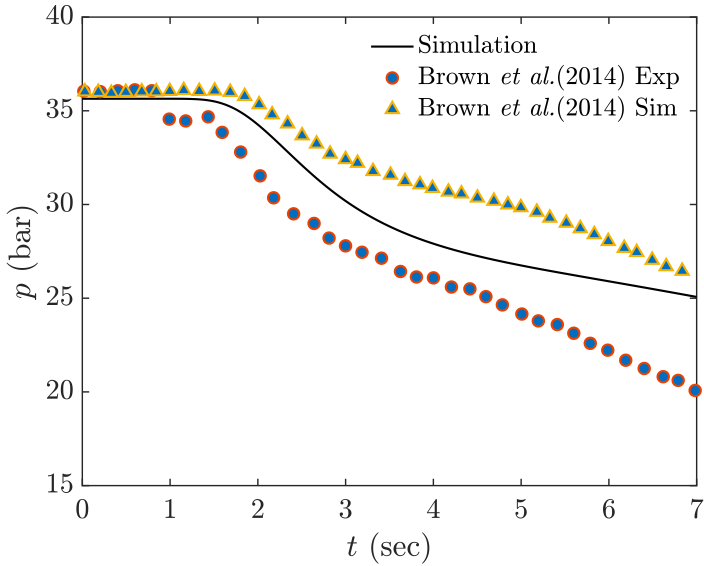 40
35
30
25
20
15
p (bar)
Simulation
Brown et al.(2014) Exp
Brown et al.(2014) Sim
0 1 2 3 4 5 6 7
t (sec)